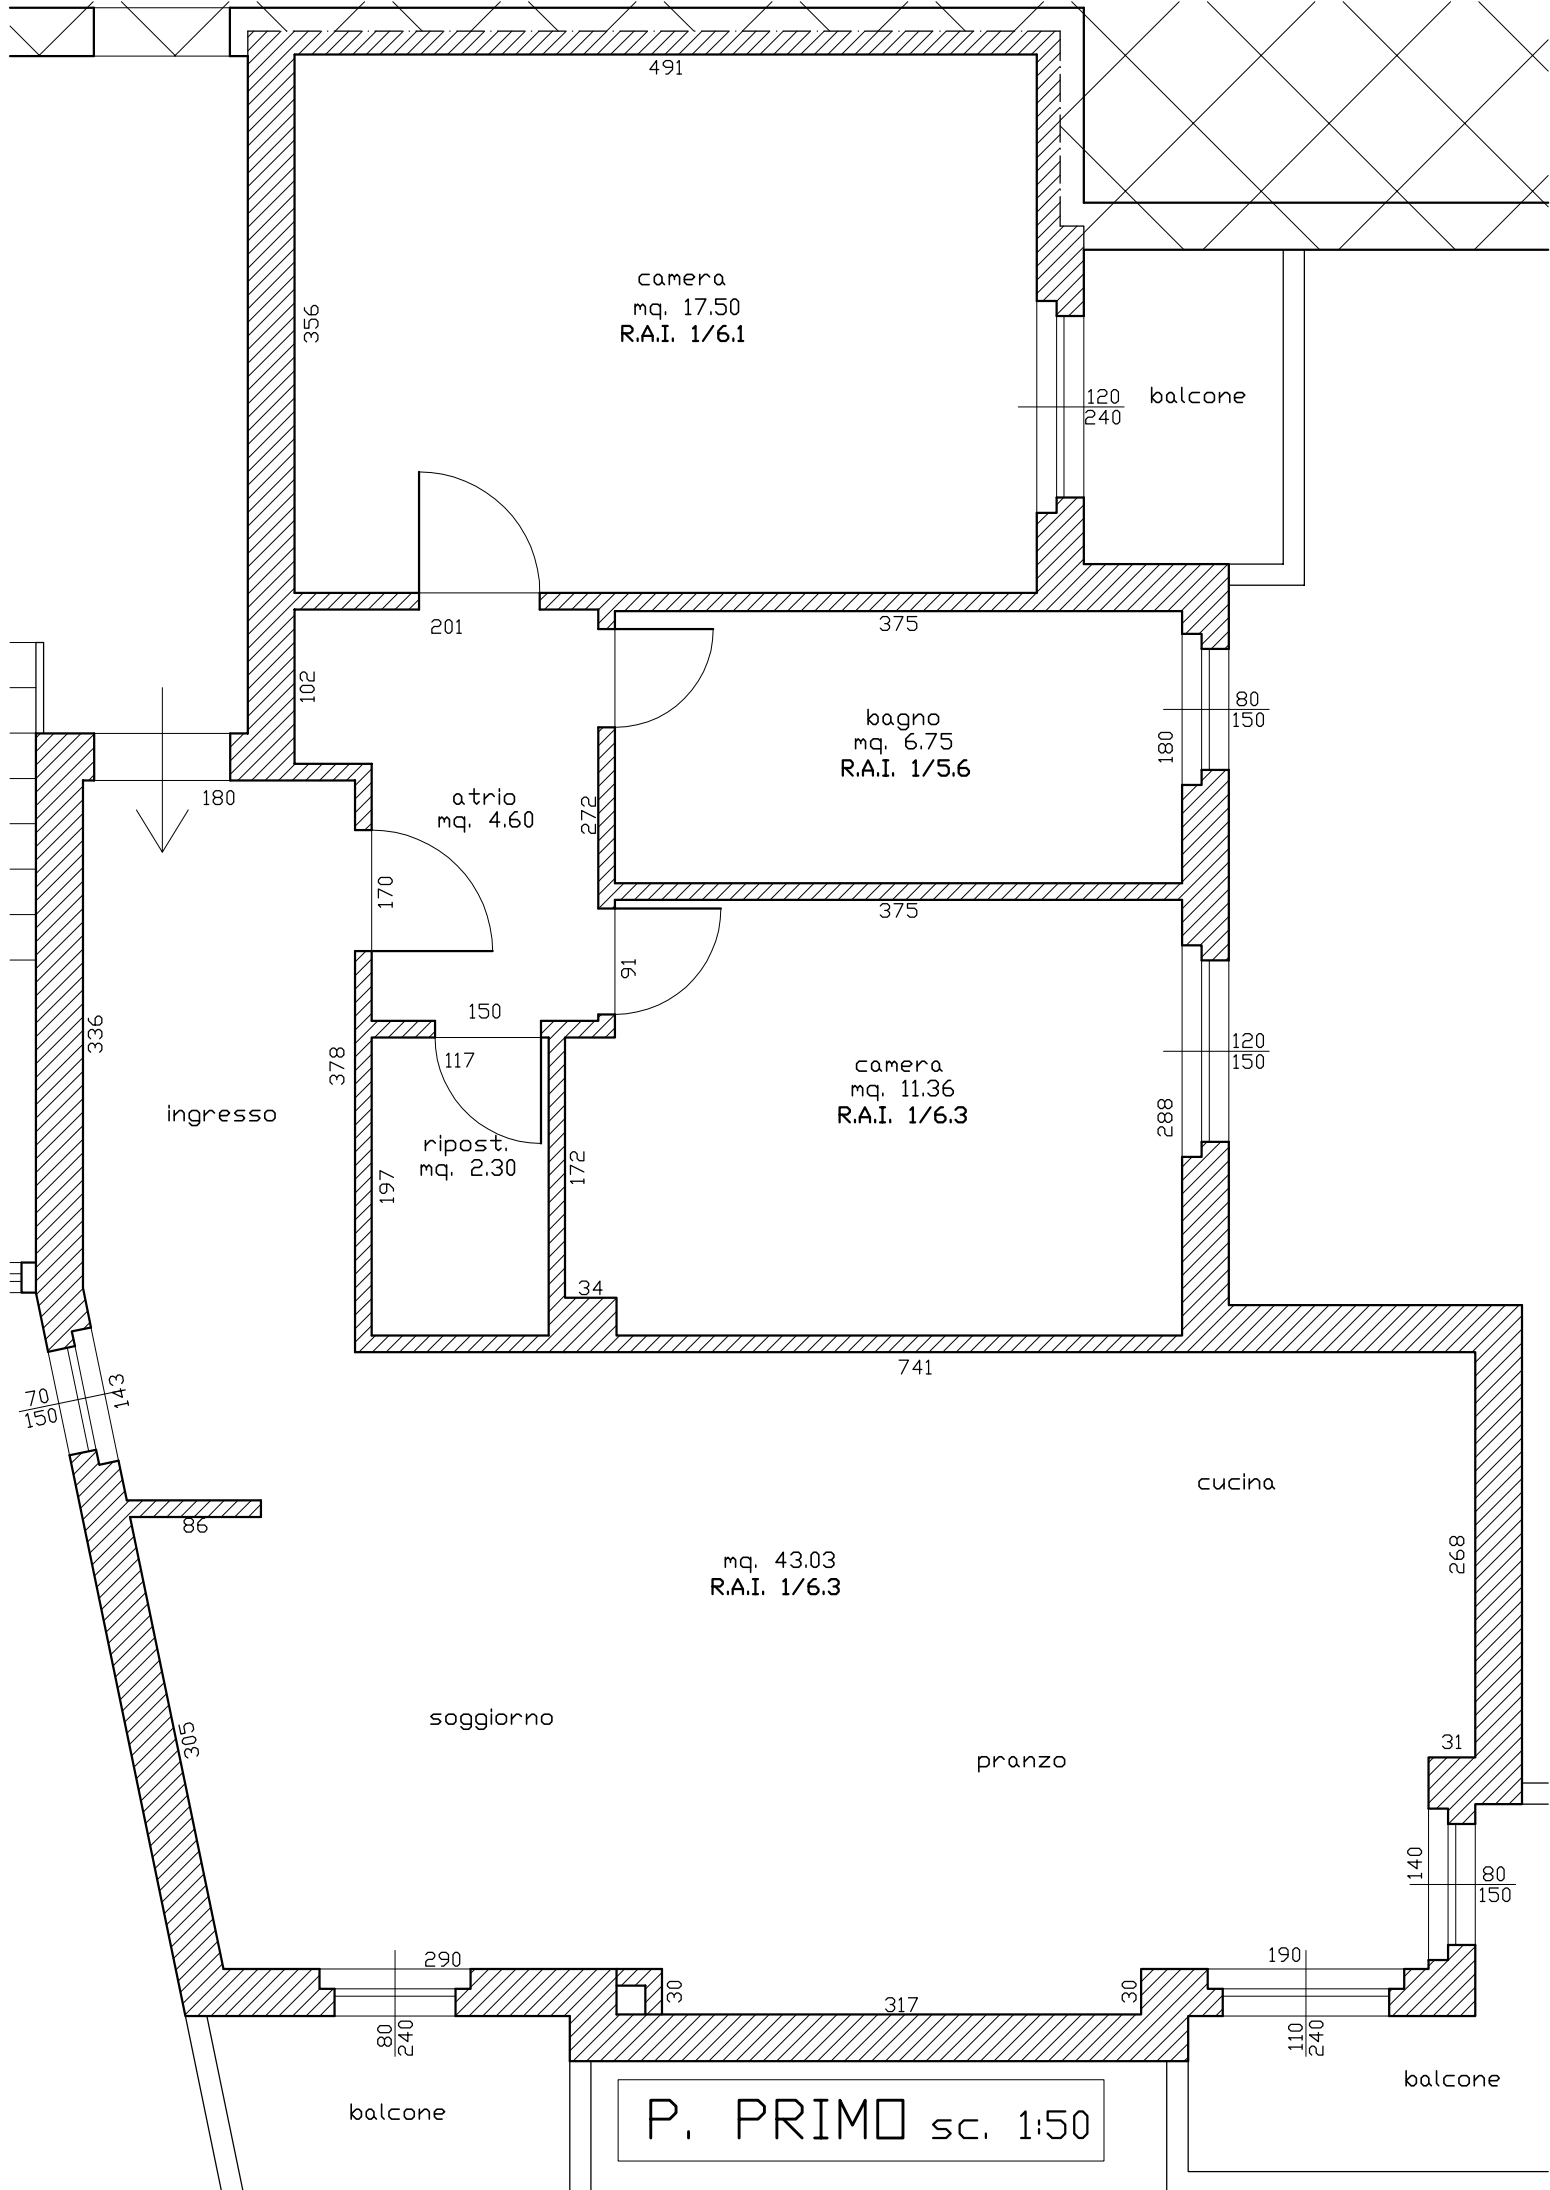 491
camera
mq. 17.50
R.A.I. 1/6.1
356
120
240
balcone
201
375
102
80
150
bagno
mq. 6.75
R.A.I. 1/5.6
180
180
atrio
mq. 4.60
272
170
375
91
150
336
378
117
120
150
camera
mq. 11.36
R.A.I. 1/6.3
288
ingresso
ripost.
mq. 2.30
197
172
34
741
70
150
143
cucina
86
mq. 43.03
R.A.I. 1/6.3
268
soggiorno
305
pranzo
31
140
80
150
290
190
30
317
30
80
240
110
240
balcone
balcone
P. PRIMO sc. 1:50